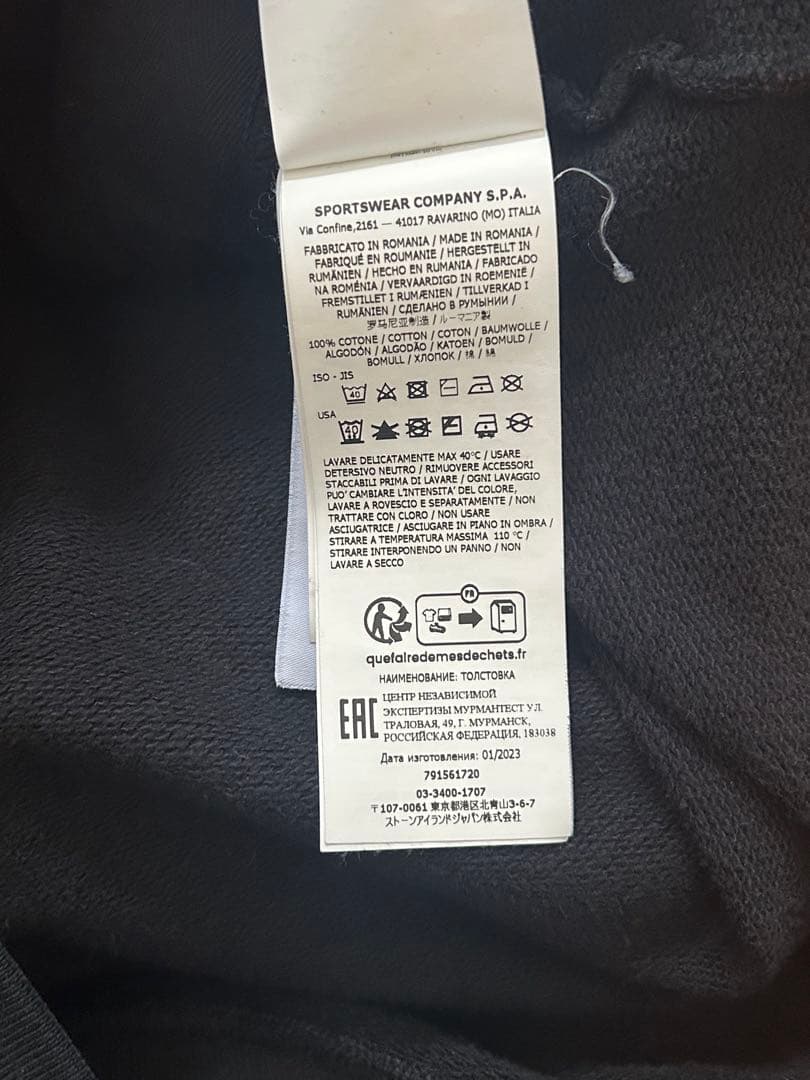 SPORTSWEAR COMPANY S.P.A.
Via Confine,2161 — 41017 RAVARINO (MO) ITALIA
FABBRICATO IN ROMANIA / MADE IN ROMANIA /
FABRIQUÉ EN ROUMANIE / HERGESTELLT IN
RUMÄNIEN / HECHO EN RUMANIA / FABRICADO
NA ROMÉNIA / VERVAARDIGD IN ROEMENIË /
FREMSTILLET I RUMÆNIEN / TILLVERKAD I
RUMÄNIEN / СДЕЛАНО В РУМЫНИИ /
罗马尼亚制造 / ルーマニア製
100% COTONE / COTTON / COTON / BAUMWOLLE /
ALGODÓN / ALGODÃO / KATOEN / BOMULD /
BOMULL / ХЛОПОК / 棉 / 綿
ISO - JIS
40
USA
40
LAVARE DELICATAMENTE MAX 40°C / USARE
DETERSIVO NEUTRO / RIMUOVERE ACCESSORI
STACCABILI PRIMA DI LAVARE / OGNI LAVAGGIO
PUO' CAMBIARE L'INTENSITA' DEL COLORE,
LAVARE A ROVESCIO E SEPARATAMENTE / NON
TRATTARE CON CLORO / NON USARE
ASCIUGATRICE / ASCIUGARE IN PIANO IN OMBRA /
STIRARE A TEMPERATURA MASSIMA 110 °C /
STIRARE INTERPONENDO UN PANNO / NON
LAVARE A SECCO
FR
quefairedemesdechets.fr
НАИМЕНОВАНИЕ: ТОЛСТОВКА
EAC
ЦЕНТР НЕЗАВИСИМОЙ
ЭКСПЕРТИЗЫ МУРМАНТЕСТ УЛ.
ТРАЛОВАЯ, 49, Г. МУРМАНСК,
РОССИЙСКАЯ ФЕДЕРАЦИЯ, 183038
Дата изготовления: 01/2023
791561720
03-3400-1707
〒107-0061 東京都港区北青山3-6-7
ストーンアイランドジャパン株式会社